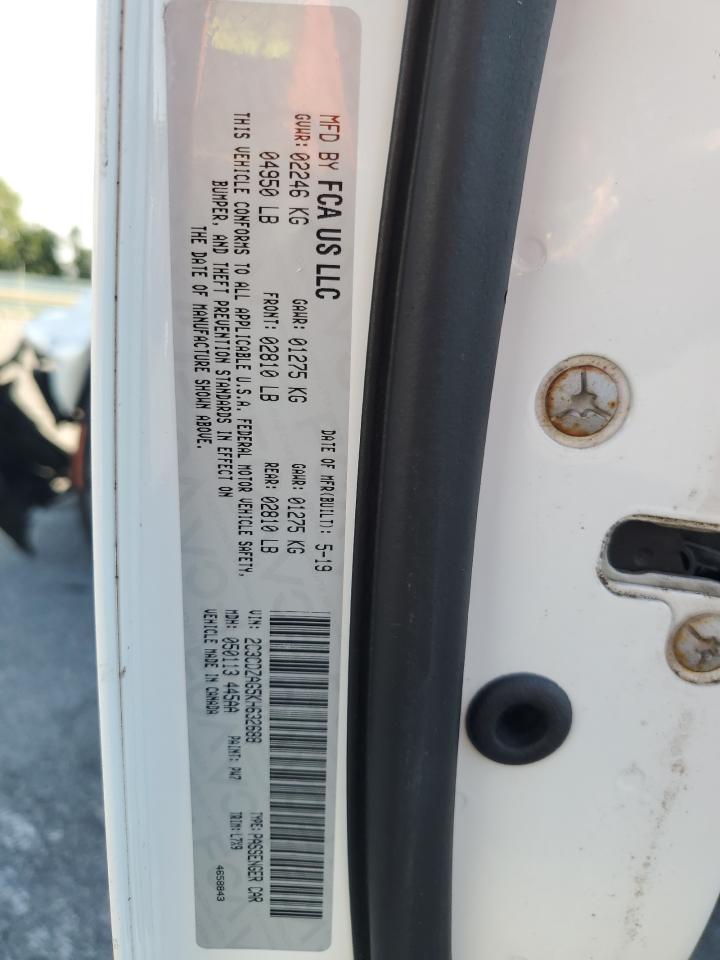 MFD BY FCA US LLC DATE OF MFR(BUILT): 5-19
GVWR: 02246 KG GAWR: 01275 KG GAWR: 01275 KG
04950 LB FRONT: 02810 LB REAR: 02810 LB
THIS VEHICLE CONFORMS TO ALL APPLICABLE U.S.A. FEDERAL MOTOR VEHICLE SAFETY,
BUMPER, AND THEFT PREVENTION STANDARDS IN EFFECT ON
THE DATE OF MANUFACTURE SHOWN ABOVE.
VIN: 2C3CDZAG5KH632688 TYPE: PASSENGER CAR
MDH: 050113 445AA PAINT: PW7 TRIM: L7X9
VEHICLE MADE IN CANADA 4658843